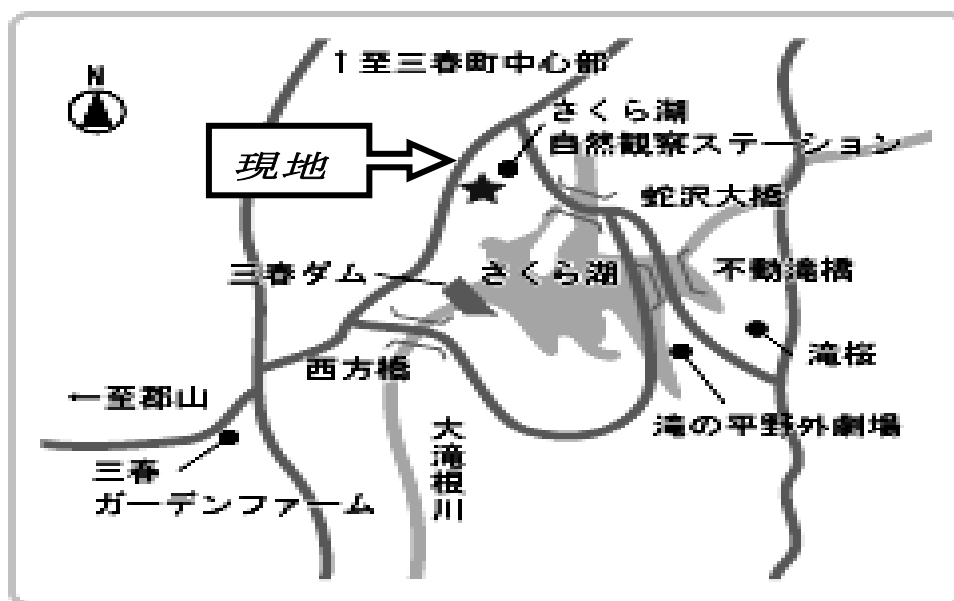 N
↑至三春町中心部
さくら湖
自然観察ステーション
現地
蛇沢大橋
三春ダム
さくら湖
不動滝橋
滝桜
西方橋
←至郡山
滝の平野外劇場
三春
ガーデンファーム
大滝根川